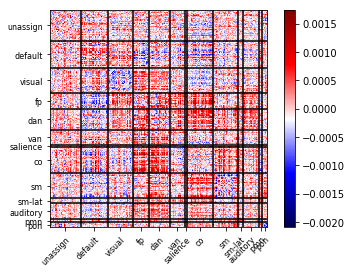 unassign
default
visual
fp
dan
van
salience
co
sm
sm-lat
auditory
pmn
pon
unassign
default
visual
fp
dan
van
salience
co
sm
sm-lat
auditory
0.0015
0.0010
0.0005
0.0000
−0.0005
−0.0010
−0.0015
−0.0020